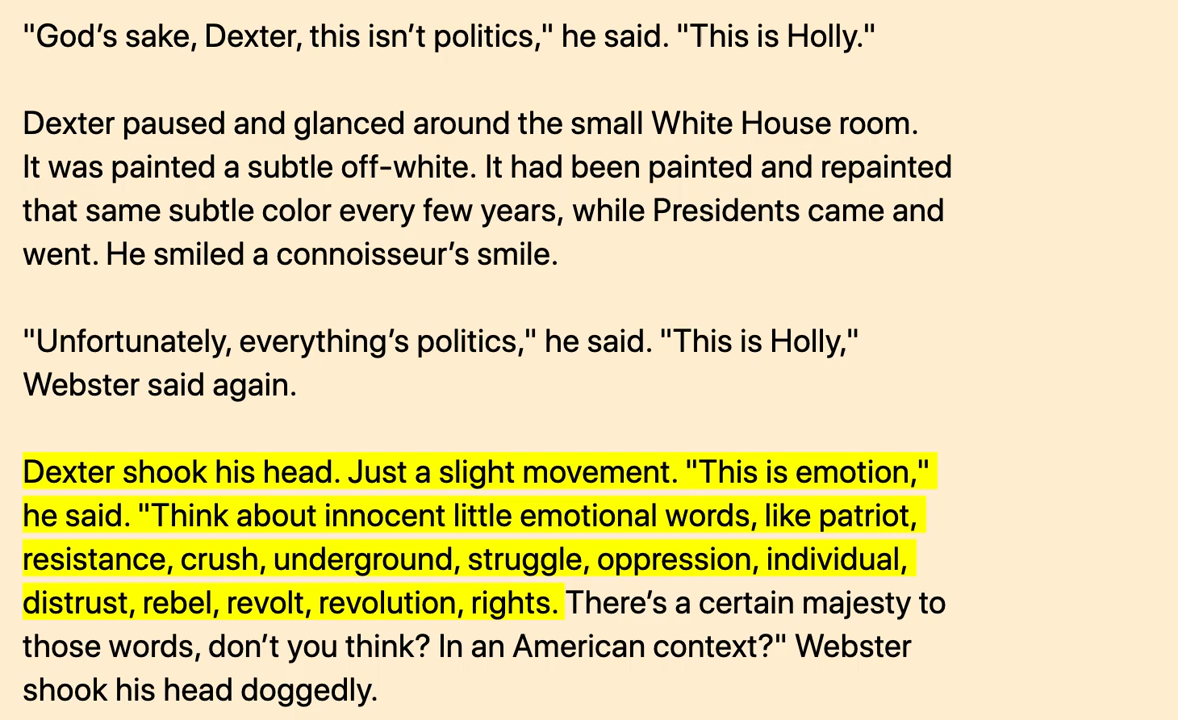 "God’s sake, Dexter, this isn’t politics," he said. "This is Holly."
Dexter paused and glanced around the small White House room.
It was painted a subtle off-white. It had been painted and repainted
that same subtle color every few years, while Presidents came and
went. He smiled a connoisseur’s smile.
"Unfortunately, everything’s politics," he said. "This is Holly,"
Webster said again.
Dexter shook his head. Just a slight movement. "This is emotion,"
he said. "Think about innocent little emotional words, like patriot,
resistance, crush, underground, struggle, oppression, individual,
distrust, rebel, revolt, revolution, rights. There’s a certain majesty to
those words, don’t you think? In an American context?" Webster
shook his head doggedly.